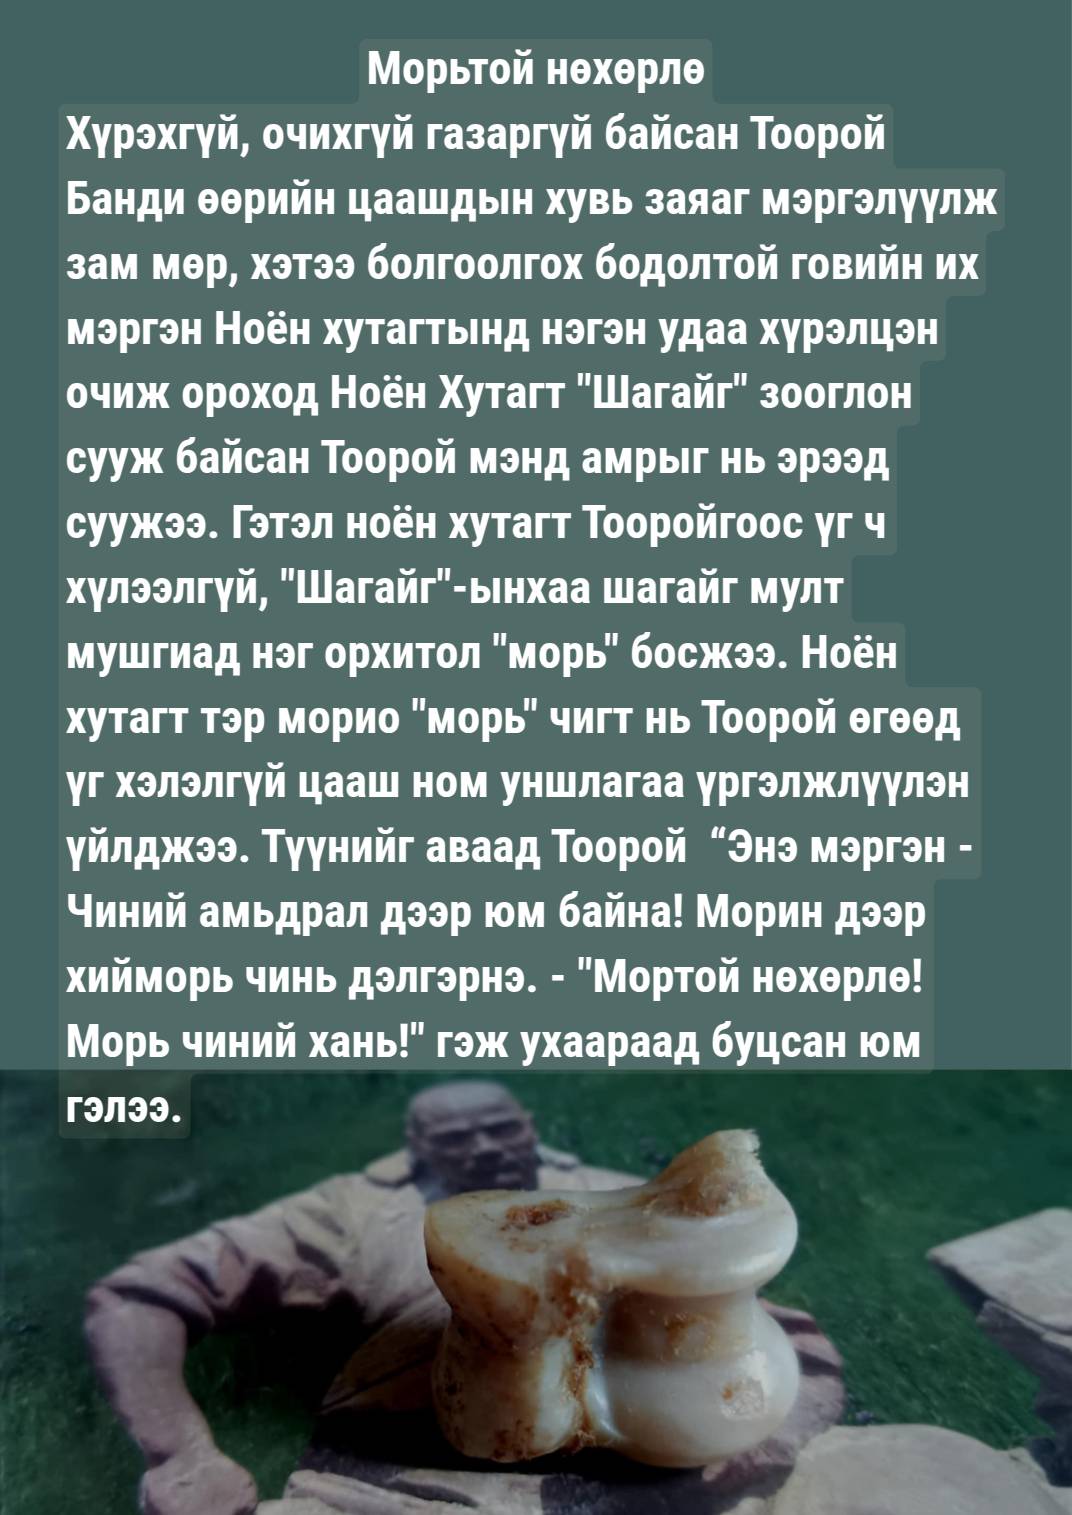 Морьтой нөхөрлө
Хүрэхгүй, очихгүй газаргүй байсан Тоорой
Банди өөрийн цаашдын хувь заяаг мэргэлүүлж
зам мөр, хэтээ болгоолгох бодолтой говийн их
мэргэн Ноён хутагтынд нэгэн удаа хүрэлцэн
очиж ороход Ноён Хутагт "Шагайг" зооглон
сууж байсан Тоорой мэнд амрыг нь эрээд
суужээ. Гэтэл ноён хутагт Тооройгоос үг ч
хүлээлгүй, "Шагайг"-ынхаа шагайг мулт
мушгиад нэг орхитол "морь" босжээ. Ноён
хутагт тэр морио "морь" чигт нь Тоорой өгөөд
үг хэлэлгүй цааш ном уншлагаа үргэлжлүүлэн
үйлджээ. Түүнийг аваад Тоорой  “Энэ мэргэн -
Чиний амьдрал дээр юм байна! Морин дээр
хийморь чинь дэлгэрнэ. - "Мортой нөхөрлө!
Морь чиний хань!" гэж ухаараад буцсан юм
гэлээ.